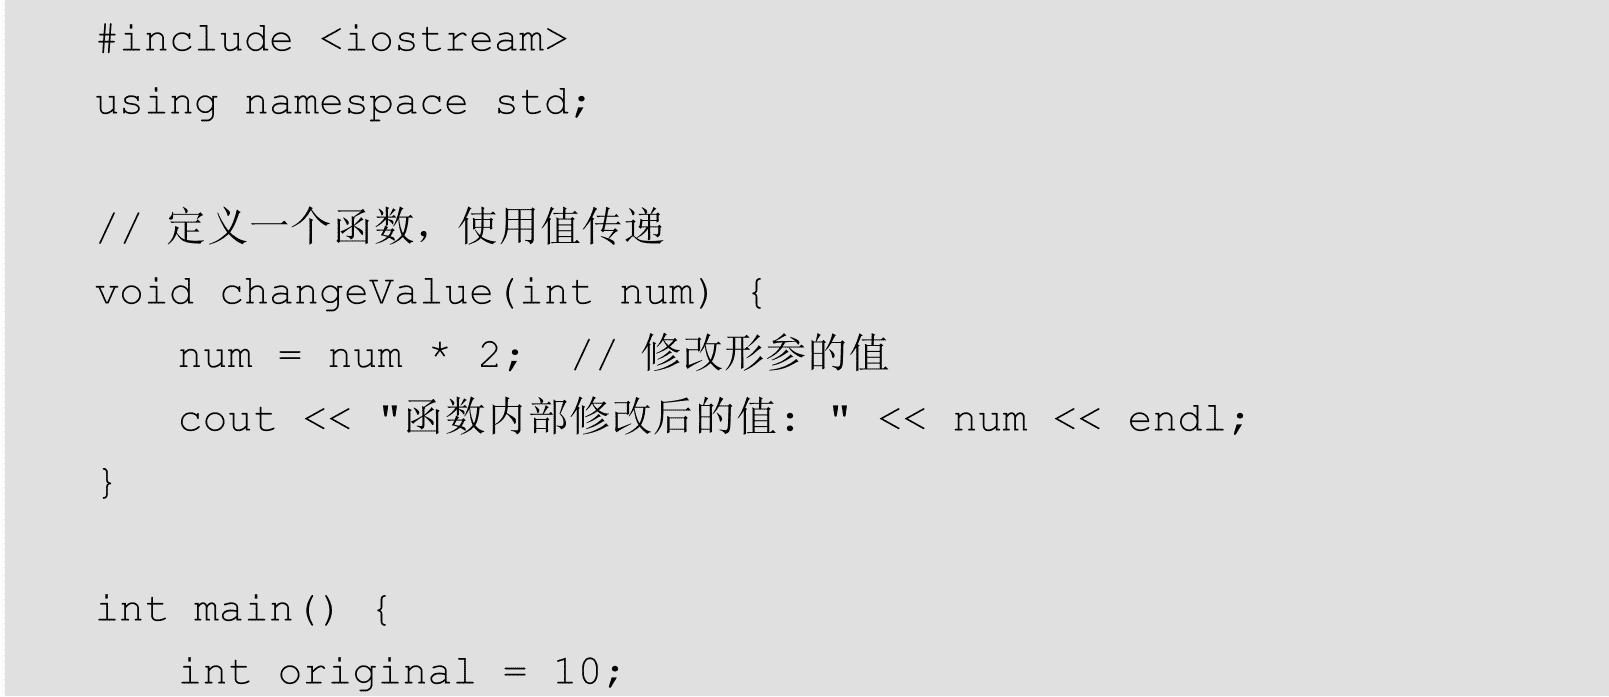 #include <iostream>
using namespace std;
// 定义一个函数，使用值传递
void changeValue(int num) {
num = num * 2;  // 修改形参的值
cout << "函数内部修改后的值: " << num << endl;
}
int main() {
int original = 10;